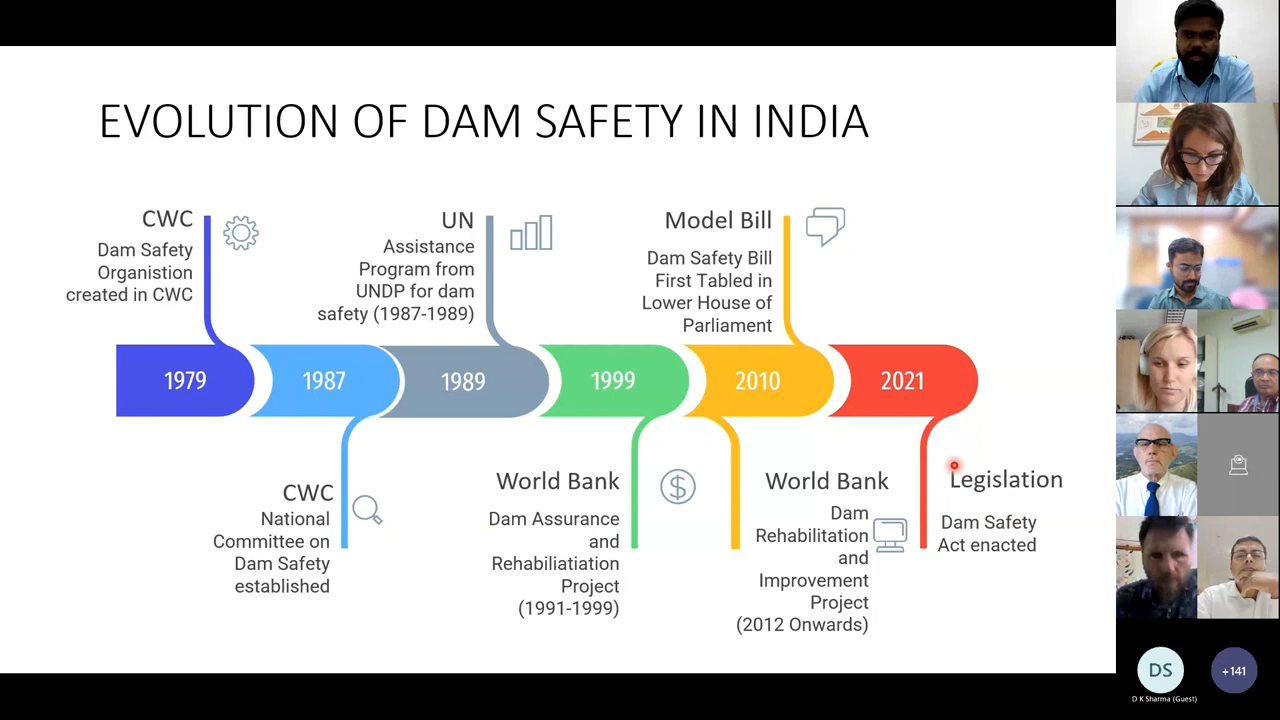 EVOLUTION OF DAM SAFETY IN INDIA
CWC
Dam Safety
Organistion
created in CWC
UN
Assistance
Program from
UNDP for dam
safety (1987-1989)
Model Bill
Dam Safety Bill
First Tabled in
Lower House of
Parliament
1979
1987
1989
1999
2010
2021
CWC
National
Committee on
Dam Safety
established
World Bank
Dam Assurance
and
Rehabiliatiation
Project
(1991-1999)
$
World Bank
Dam
Rehabilitation
and
Improvement
Project
(2012 Onwards)
Legislation
Dam Safety
Act enacted
DS
D K Sharma (Guest)
+141